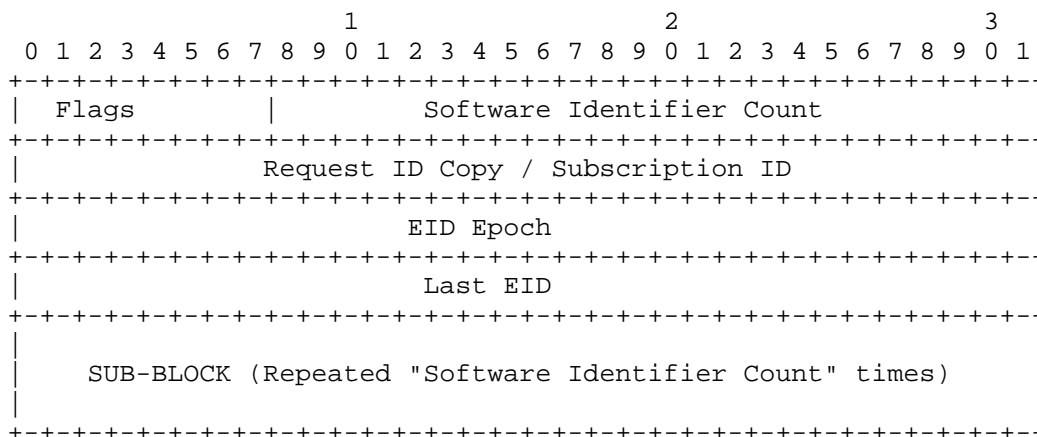 1                   2                   3
 0 1 2 3 4 5 6 7 8 9 0 1 2 3 4 5 6 7 8 9 0 1 2 3 4 5 6 7 8 9 0 1
+-+-+-+-+-+-+-+-+-+-+-+-+-+-+-+-+-+-+-+-+-+-+-+-+-+-+-+-+-+-+-+--
|  Flags        |         Software Identifier Count
+-+-+-+-+-+-+-+-+-+-+-+-+-+-+-+-+-+-+-+-+-+-+-+-+-+-+-+-+-+-+-+--
|               Request ID Copy / Subscription ID
+-+-+-+-+-+-+-+-+-+-+-+-+-+-+-+-+-+-+-+-+-+-+-+-+-+-+-+-+-+-+-+--
|                        EID Epoch
+-+-+-+-+-+-+-+-+-+-+-+-+-+-+-+-+-+-+-+-+-+-+-+-+-+-+-+-+-+-+-+--
|                         Last EID
+-+-+-+-+-+-+-+-+-+-+-+-+-+-+-+-+-+-+-+-+-+-+-+-+-+-+-+-+-+-+-+--
|
|    SUB-BLOCK (Repeated "Software Identifier Count" times)
|
+-+-+-+-+-+-+-+-+-+-+-+-+-+-+-+-+-+-+-+-+-+-+-+-+-+-+-+-+-+-+-+--